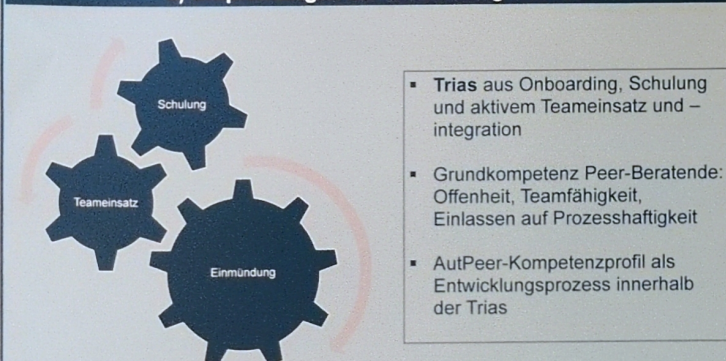 Schulung
Teameinsatz
Einmündung
▪ Trias aus Onboarding, Schulung
und aktivem Teameinsatz und –
integration
▪ Grundkompetenz Peer-Beratende:
Offenheit, Teamfähigkeit,
Einlassen auf Prozesshaftigkeit
▪ AutPeer-Kompetenzprofil als
Entwicklungsprozess innerhalb
der Trias